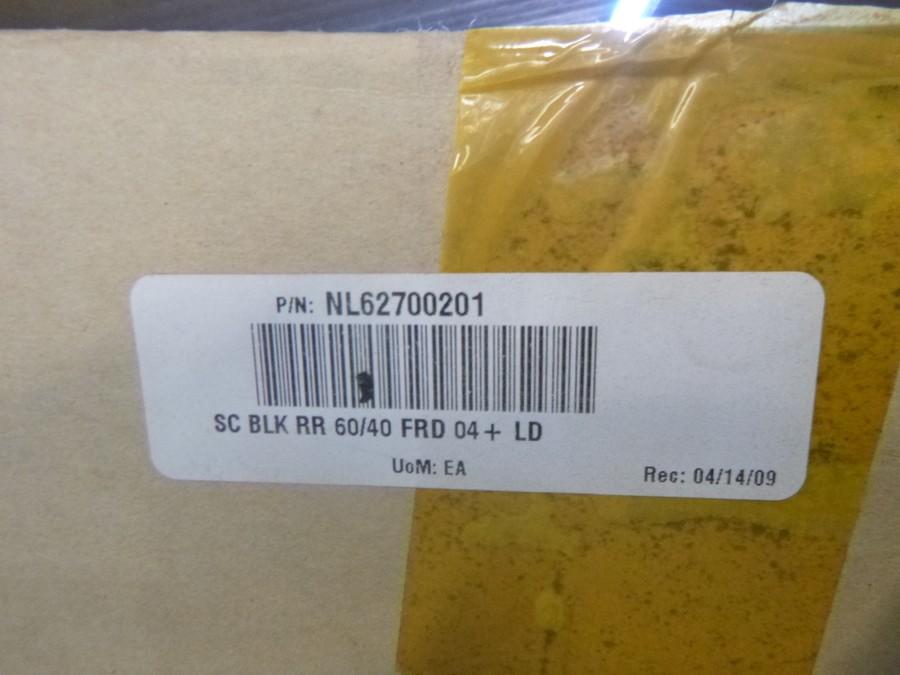 P/N: NL62700201
SC BLK RR 60/40 FRD 04+ LD
UoM: EA
Rec: 04/14/09